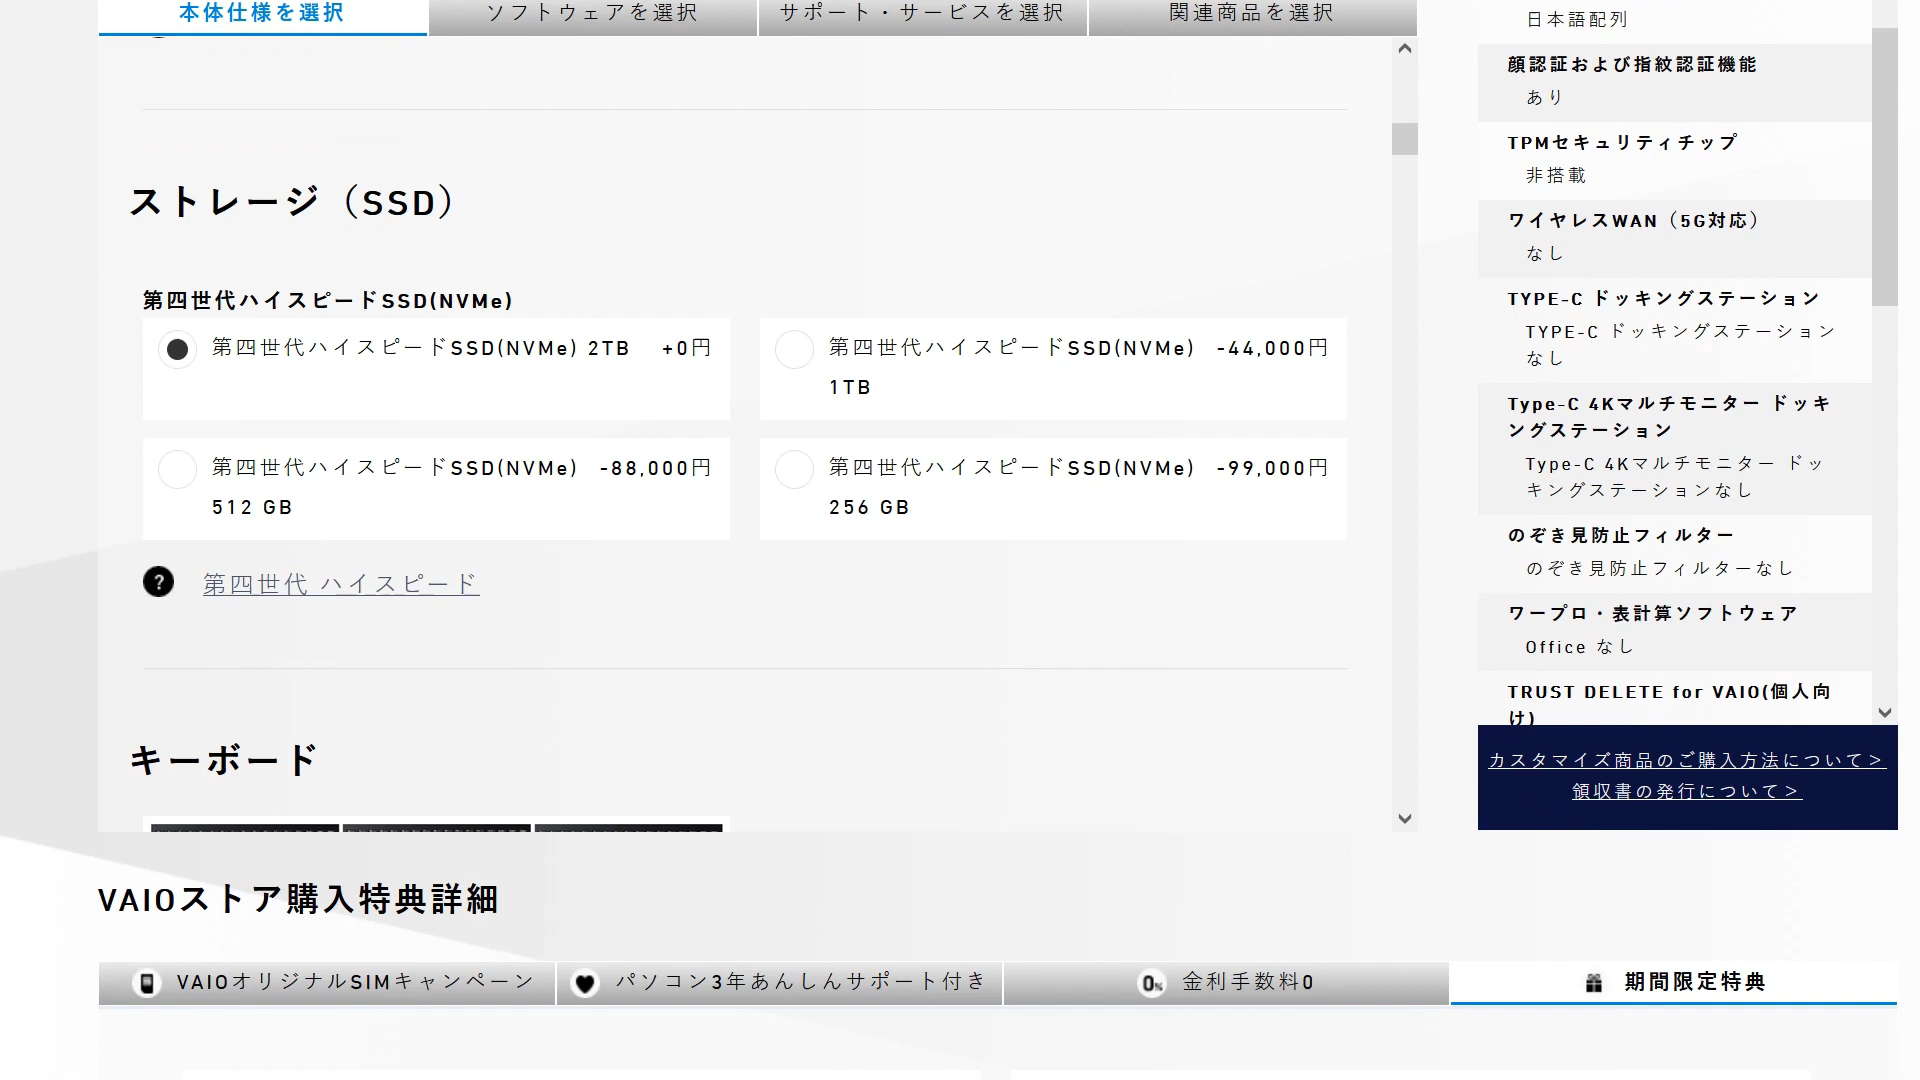 本体仕様を選択
ソフトウェアを選択
サポート・サービスを選択
関連商品を選択
ストレージ（SSD）
第四世代ハイスピードSSD(NVMe)
第四世代ハイスピードSSD(NVMe) 2TB +0円
第四世代ハイスピードSSD(NVMe) -44,000円
1TB
第四世代ハイスピードSSD(NVMe) -88,000円
512 GB
第四世代ハイスピードSSD(NVMe) -99,000円
256 GB
? 第四世代 ハイスピード
キーボード
日本語配列
顔認証および指紋認証機能
あり
TPMセキュリティチップ
非搭載
ワイヤレスWAN（5G対応）
なし
TYPE-C ドッキングステーション
TYPE-C ドッキングステーション
なし
Type-C 4Kマルチモニター ドッキ
ングステーション
Type-C 4Kマルチモニター ドッ
キングステーションなし
のぞき見防止フィルター
のぞき見防止フィルターなし
ワープロ・表計算ソフトウェア
Office なし
TRUST DELETE for VAIO(個人向
け)
カスタマイズ商品のご購入方法について＞
領収書の発行について＞
VAIOストア購入特典詳細
VAIOオリジナルSIMキャンペーン
パソコン3年あんしんサポート付き
0% 金利手数料0
期間限定特典